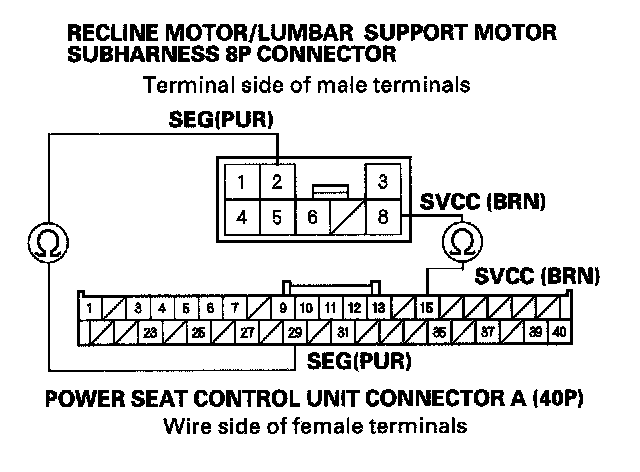 RECLINE MOTOR/LUMBAR SUPPORT MOTOR
SUBHARNESS 8P CONNECTOR
Terminal side of male terminals
SEG(PUR)
1 2 3
4 5 6 8
SVCC (BRN)
Ω Ω
SVCC (BRN)
1 3 4 5 6 7 9 10 11 12 13 15
23 25 27 29 31 35 37 39 40
SEG(PUR)
POWER SEAT CONTROL UNIT CONNECTOR A (40P)
Wire side of female terminals